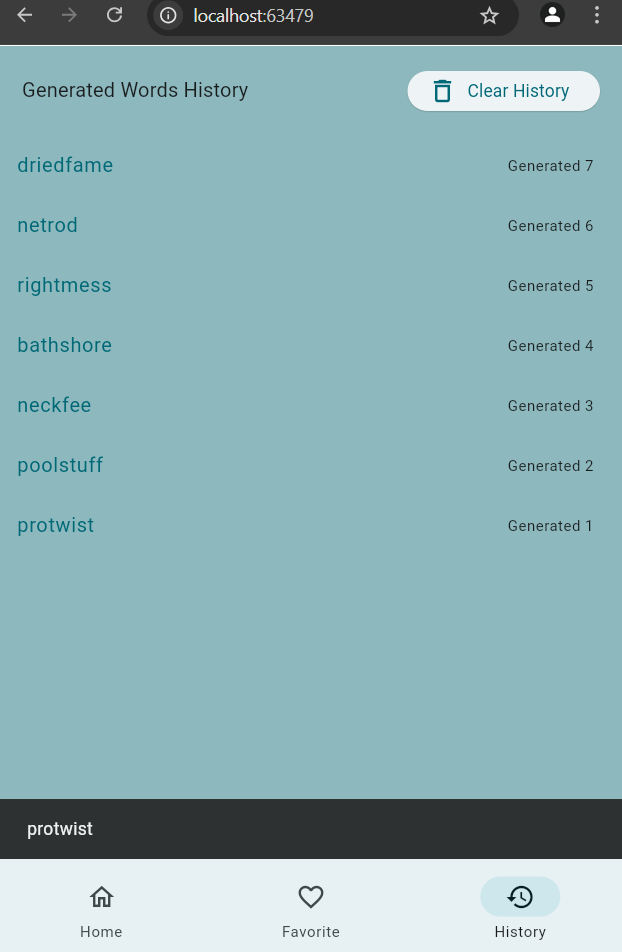 localhost:63479
Generated Words History
Clear History
driedfame Generated 7
netrod Generated 6
rightmess Generated 5
bathshore Generated 4
neckfee Generated 3
poolstuff Generated 2
protwist Generated 1
protwist
Home Favorite History